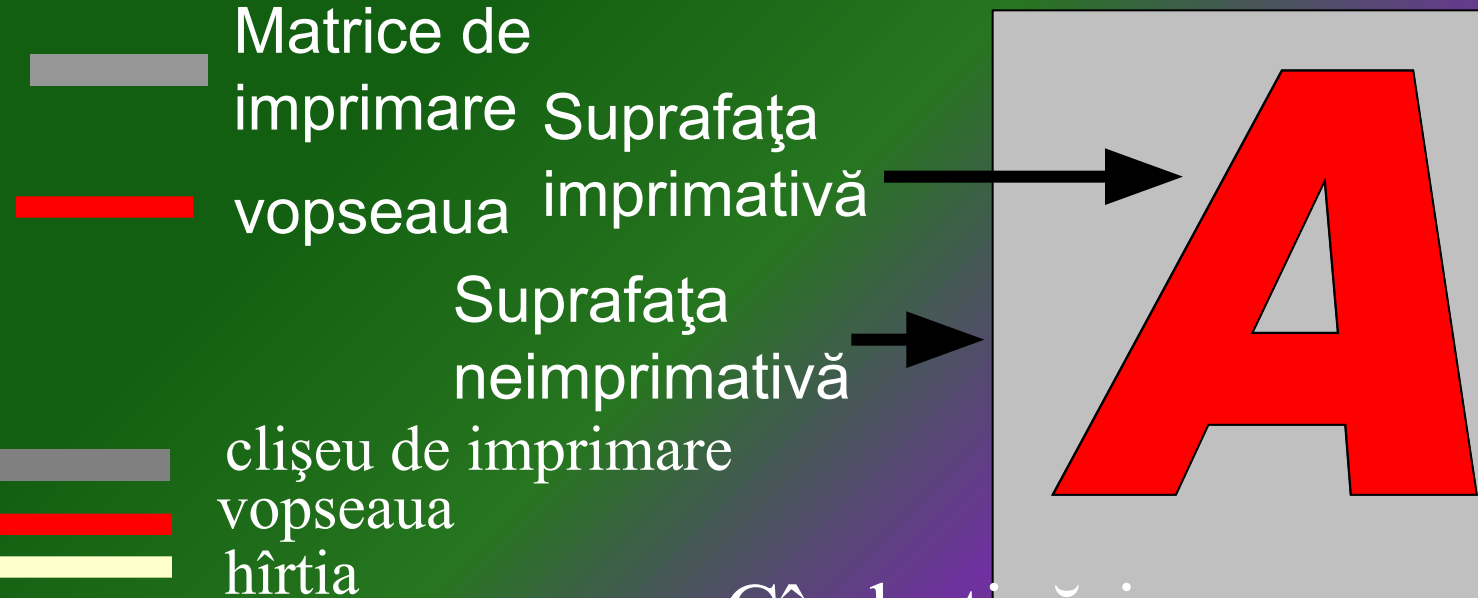 Matrice de
imprimare
Suprafaţa
imprimativă
vopseaua
Suprafaţa
neimprimativă
clişeu de imprimare
vopseaua
hîrtia
A